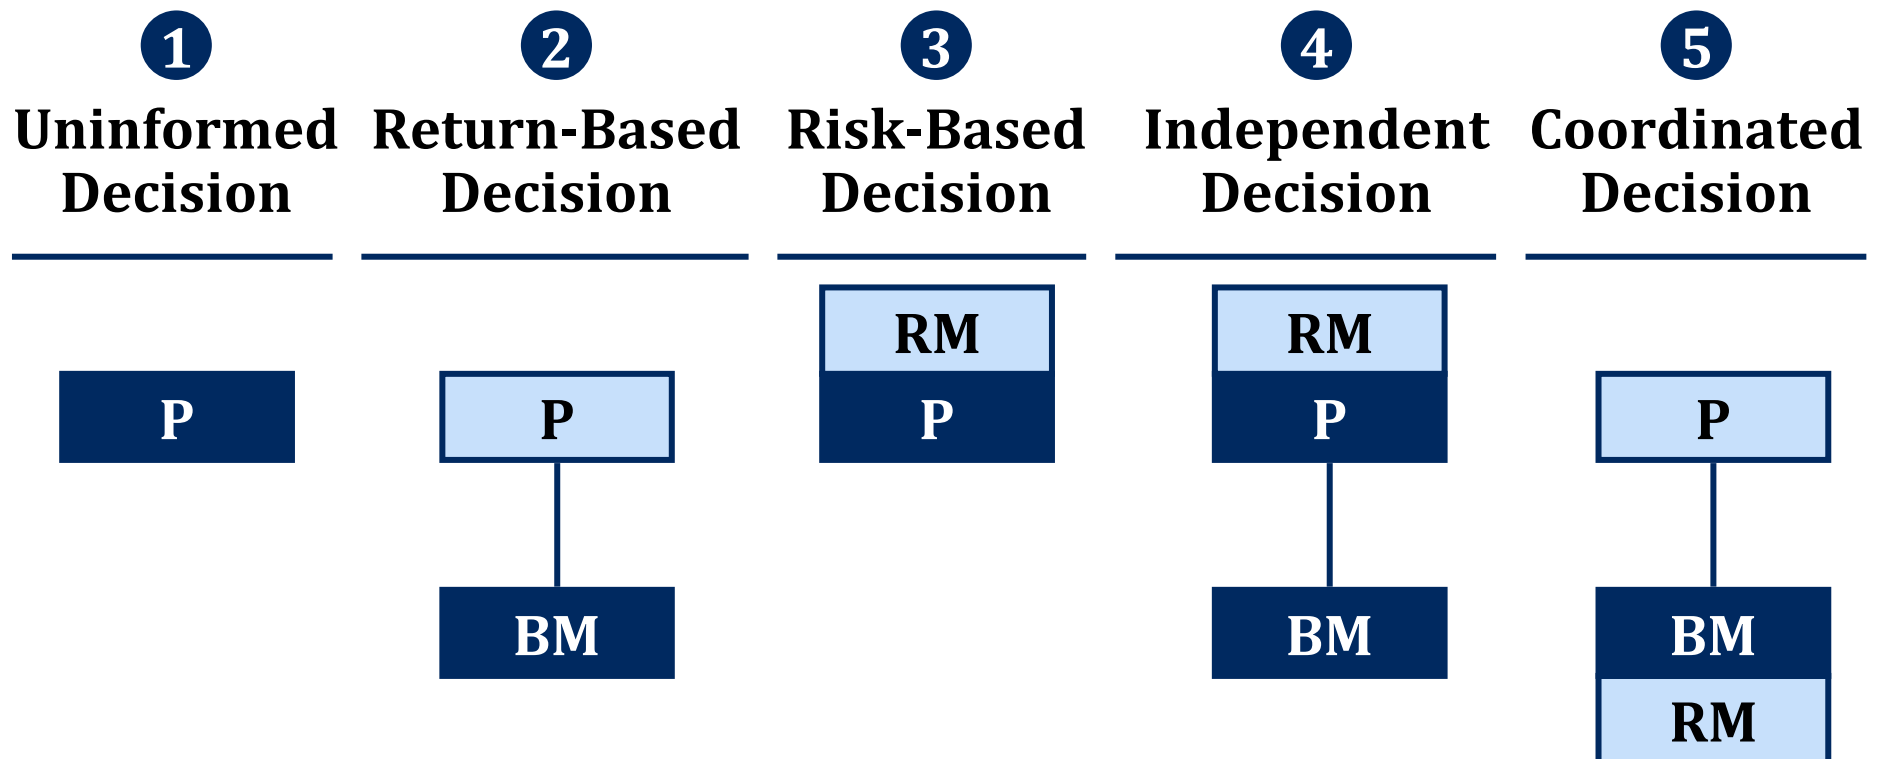 1
Uninformed
Decision
P
2
Return-Based
Decision
P
BM
3
Risk-Based
Decision
RM
P
4
Independent
Decision
RM
P
BM
5
Coordinated
Decision
P
BM
RM